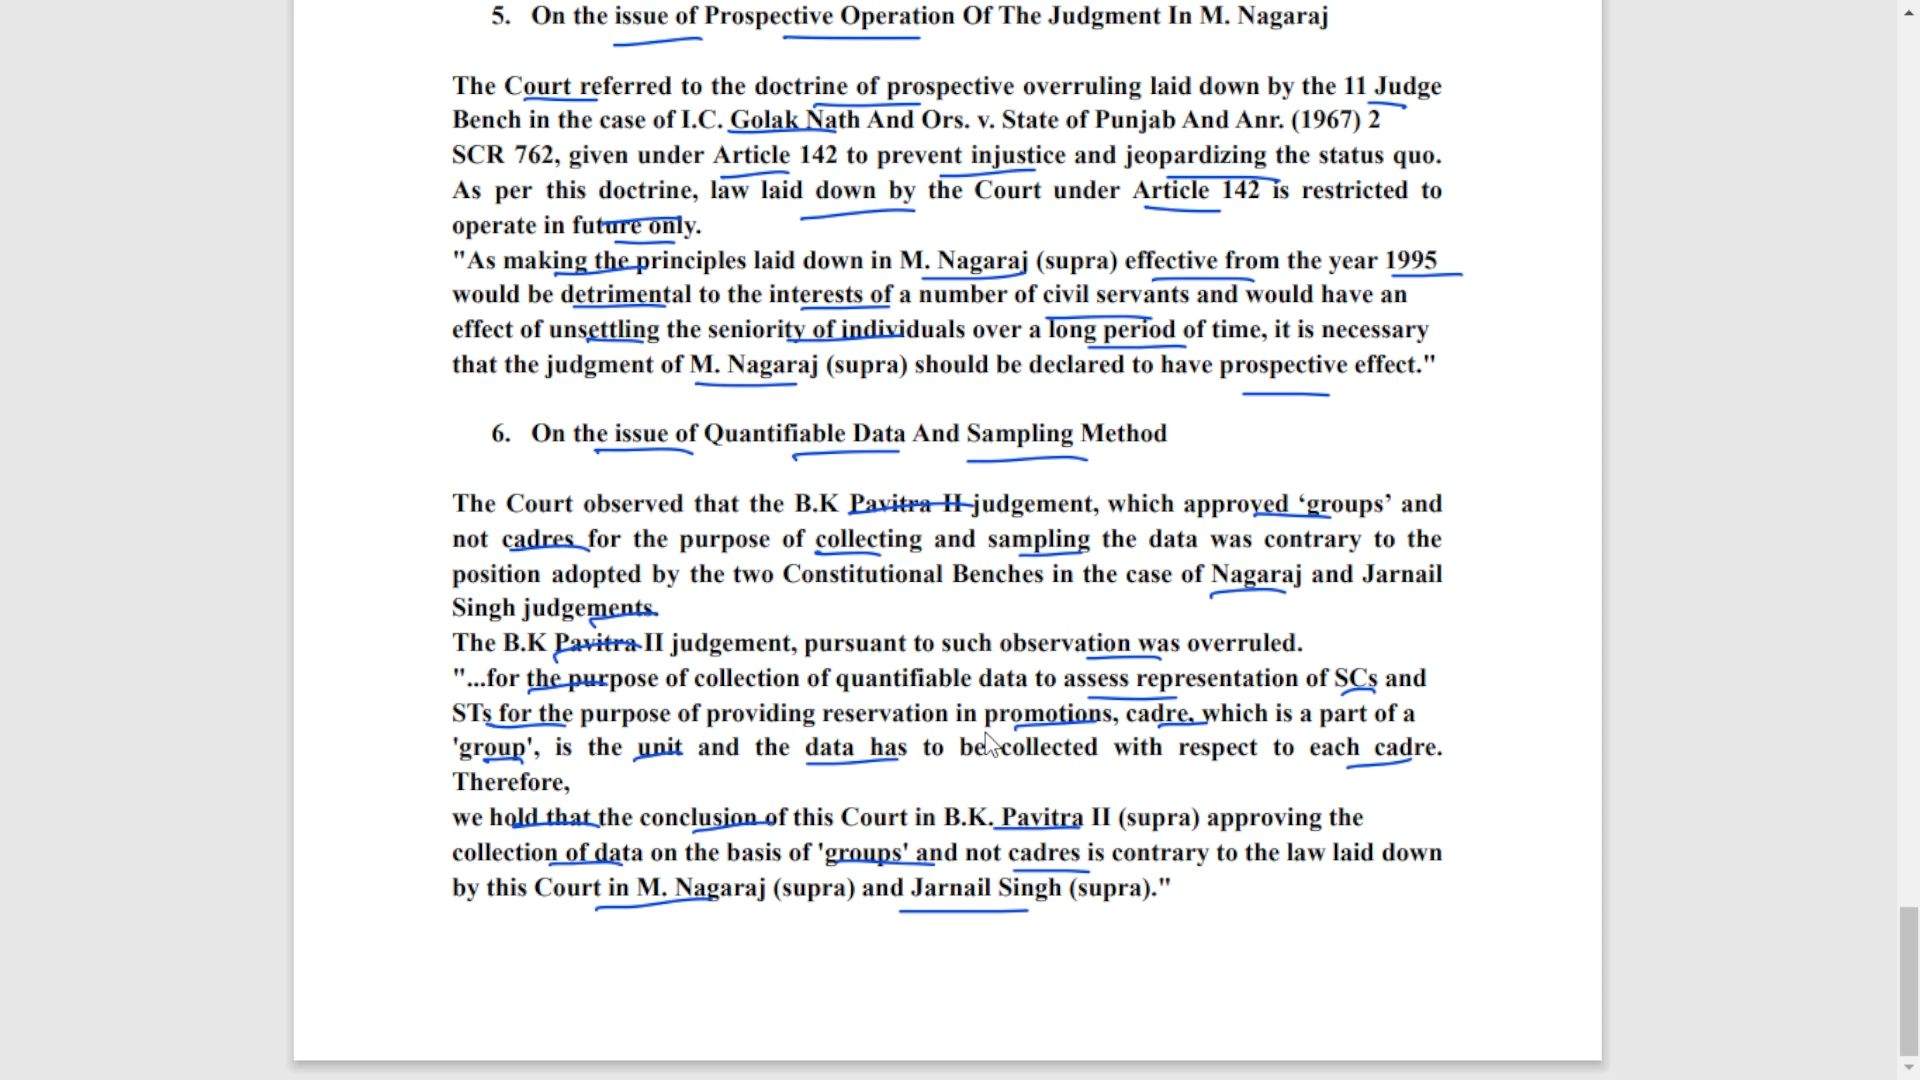 5. On the issue of Prospective Operation Of The Judgment In M. Nagaraj
The Court referred to the doctrine of prospective overruling laid down by the 11 Judge
Bench in the case of I.C. Golak Nath And Ors. v. State of Punjab And Anr. (1967) 2
SCR 762, given under Article 142 to prevent injustice and jeopardizing the status quo.
As per this doctrine, law laid down by the Court under Article 142 is restricted to
operate in future only.
"As making the principles laid down in M. Nagaraj (supra) effective from the year 1995
would be detrimental to the interests of a number of civil servants and would have an
effect of unsettling the seniority of individuals over a long period of time, it is necessary
that the judgment of M. Nagaraj (supra) should be declared to have prospective effect."
6. On the issue of Quantifiable Data And Sampling Method
The Court observed that the B.K Pavitra II judgement, which approved ‘groups’ and
not cadres for the purpose of collecting and sampling the data was contrary to the
position adopted by the two Constitutional Benches in the case of Nagaraj and Jarnail
Singh judgements.
The B.K Pavitra II judgement, pursuant to such observation was overruled.
"...for the purpose of collection of quantifiable data to assess representation of SCs and
STs for the purpose of providing reservation in promotions, cadre, which is a part of a
'group', is the unit and the data has to be collected with respect to each cadre.
Therefore,
we hold that the conclusion of this Court in B.K. Pavitra II (supra) approving the
collection of data on the basis of 'groups' and not cadres is contrary to the law laid down
by this Court in M. Nagaraj (supra) and Jarnail Singh (supra)."